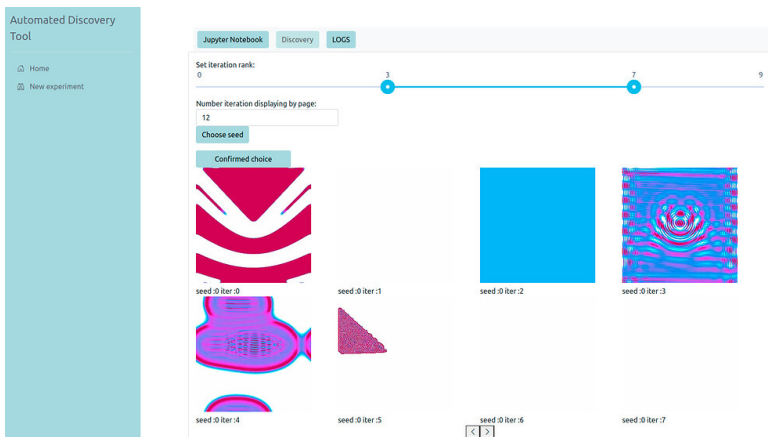 Automated Discovery
Tool
Home
New experiment
Jupyter Notebook Discovery LOGS
Set iteration rank:
0 3 7 9
Number iteration displaying by page:
12
Choose seed
Confirmed choice
seed :0 iter :0 seed :0 iter :1 seed :0 iter :2 seed :0 iter :3
seed :0 iter :4 seed :0 iter :5 seed :0 iter :6 seed :0 iter :7